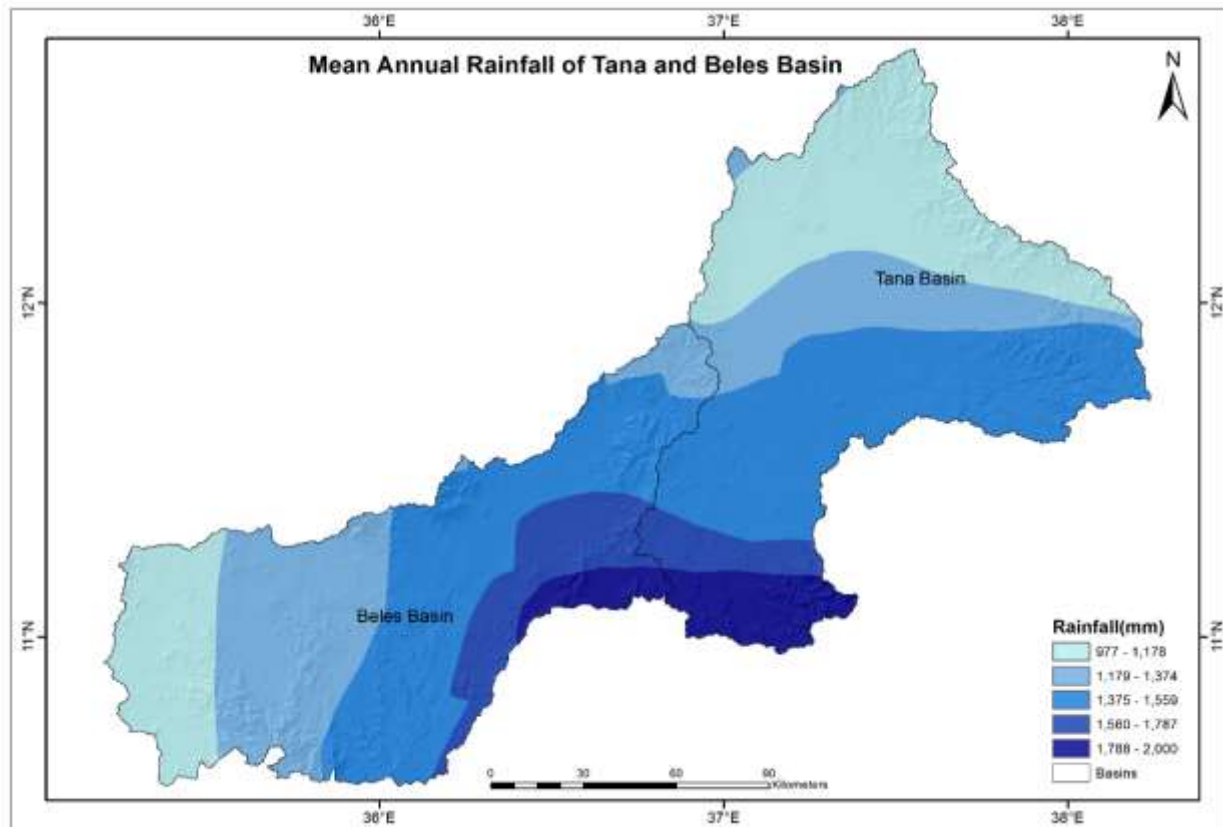 36°E 37°E 38°E
Mean Annual Rainfall of Tana and Beles Basin
N
Tana Basin
12°N 12°N
Beles Basin
11°N 11°N
Rainfall(mm)
977 - 1,178
1,179 - 1,374
1,375 - 1,559
1,560 - 1,787
1,788 - 2,000
Basins
0 30 60 90
Kilometers
36°E 37°E 38°E